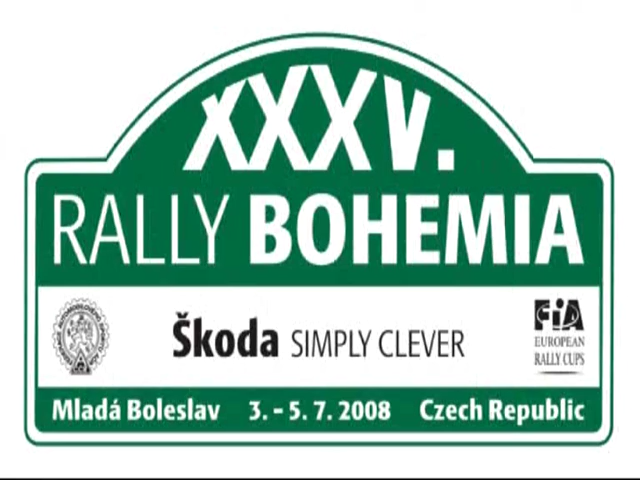 XXXV.
RALLY BOHEMIA
Škoda SIMPLY CLEVER
FiA
EUROPEAN
RALLY CUPS
Mladá Boleslav 3. - 5. 7. 2008 Czech Republic